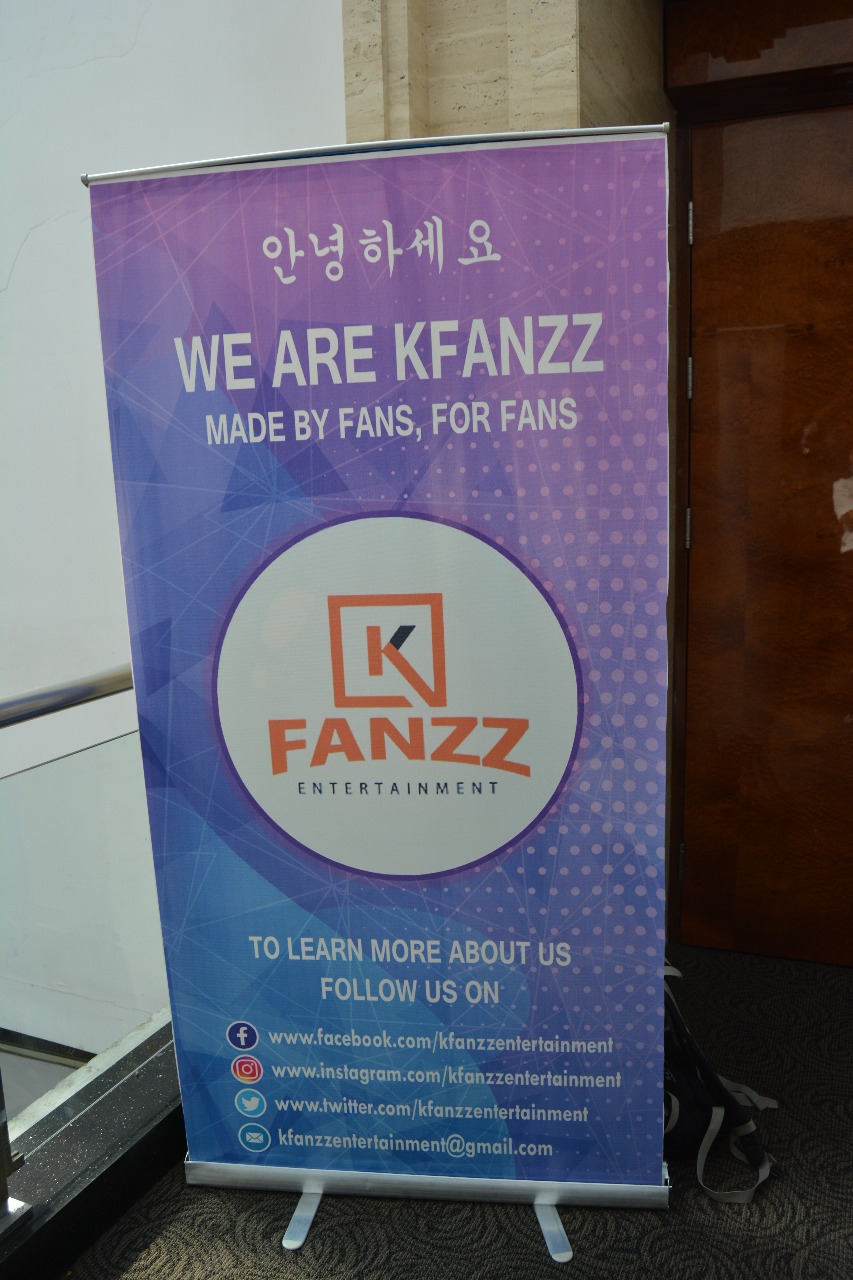 안녕하세요
WE ARE KFANZZ
MADE BY FANS, FOR FANS
K
FANZZ
ENTERTAINMENT
TO LEARN MORE ABOUT US
FOLLOW US ON
www.facebook.com/kfanzzentertainment
www.instagram.com/kfanzzentertainment
www.twitter.com/kfanzzentertainment
kfanzzentertainment@gmail.com